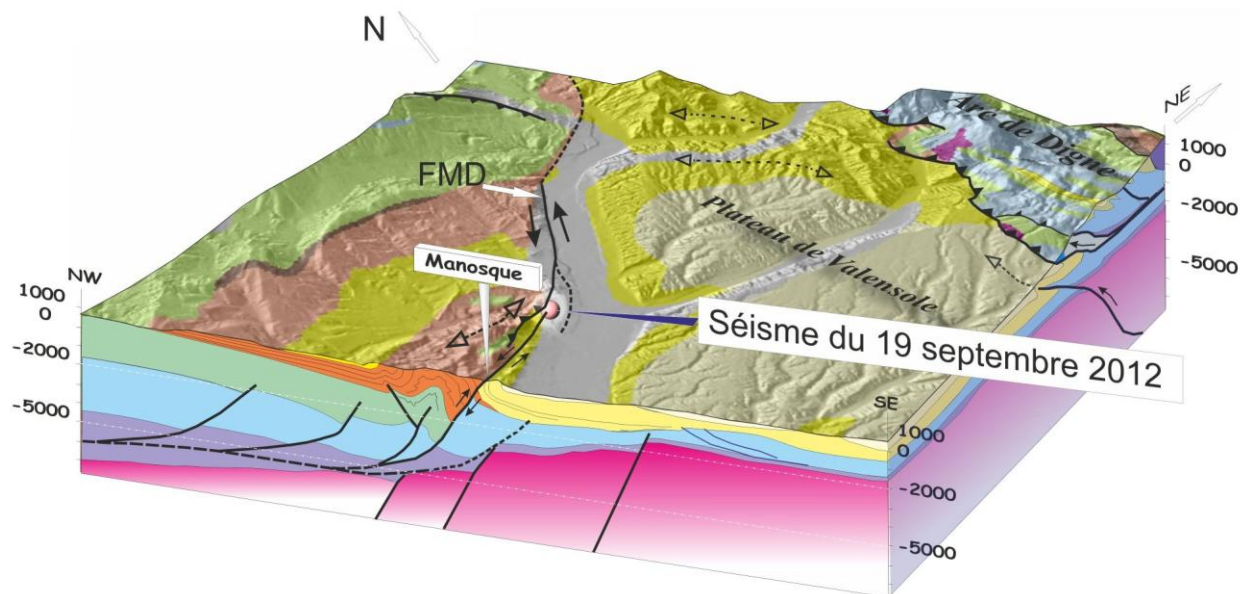 N
NE
1000
0
-2000
-5000
Arc de Digne
FMD
Plateau de Valensole
Manosque
NW
1000
0
-2000
-5000
Séisme du 19 septembre 2012
SE
1000
0
-2000
-5000